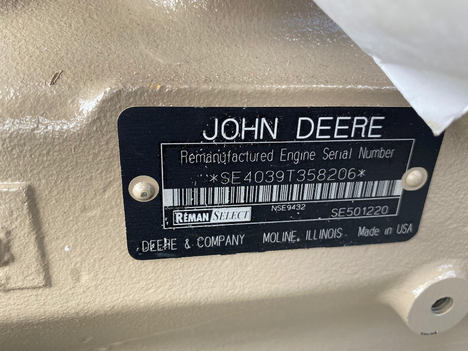 JOHN DEERE
Remanufactured Engine Serial Number
*SE4039T358206*
REMAN SELECT
NSE9432
SE501220
DEERE & COMPANY MOLINE, ILLINOIS Made in USA